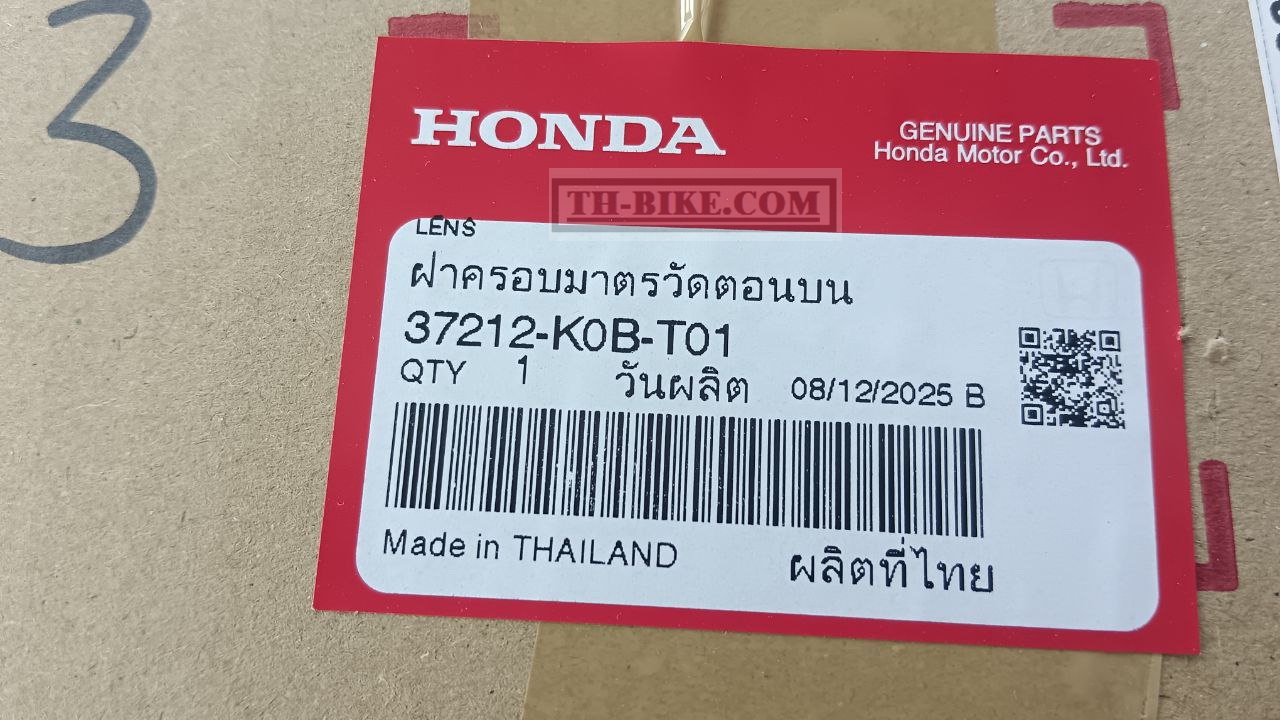 3
HONDA
GENUINE PARTS
Honda Motor Co., Ltd.
TH-BIKE.COM
LENS
ฝาครอบมาตรวัดตอนบน
37212-K0B-T01
QTY 1 วันผลิต 08/12/2025 B
Made in THAILAND ผลิตที่ไทย